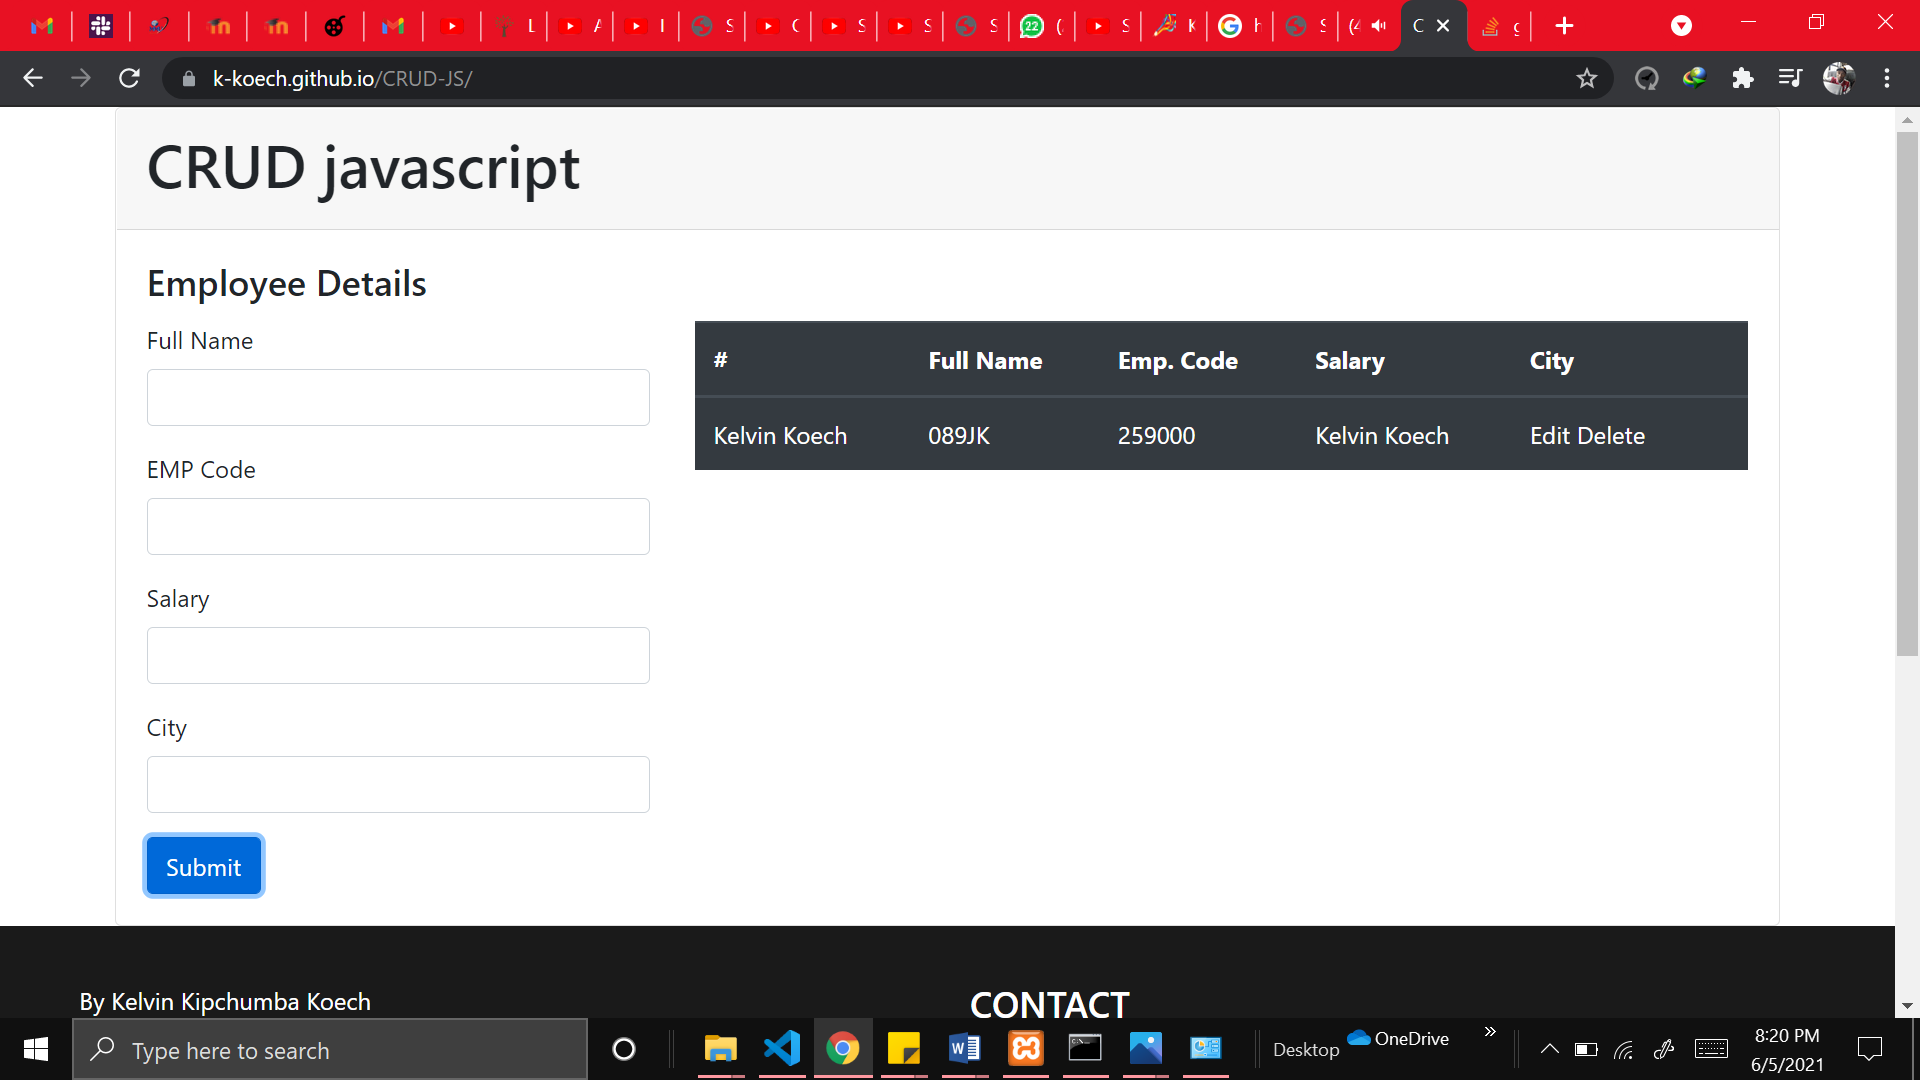 k-koech.github.io/CRUD-JS/
CRUD javascript
Employee Details
Full Name
EMP Code
Salary
City
Submit
# Full Name Emp. Code Salary City
Kelvin Koech 089JK 259000 Kelvin Koech Edit Delete
By Kelvin Kipchumba Koech
CONTACT
Type here to search
Desktop
OneDrive
8:20 PM
6/5/2021